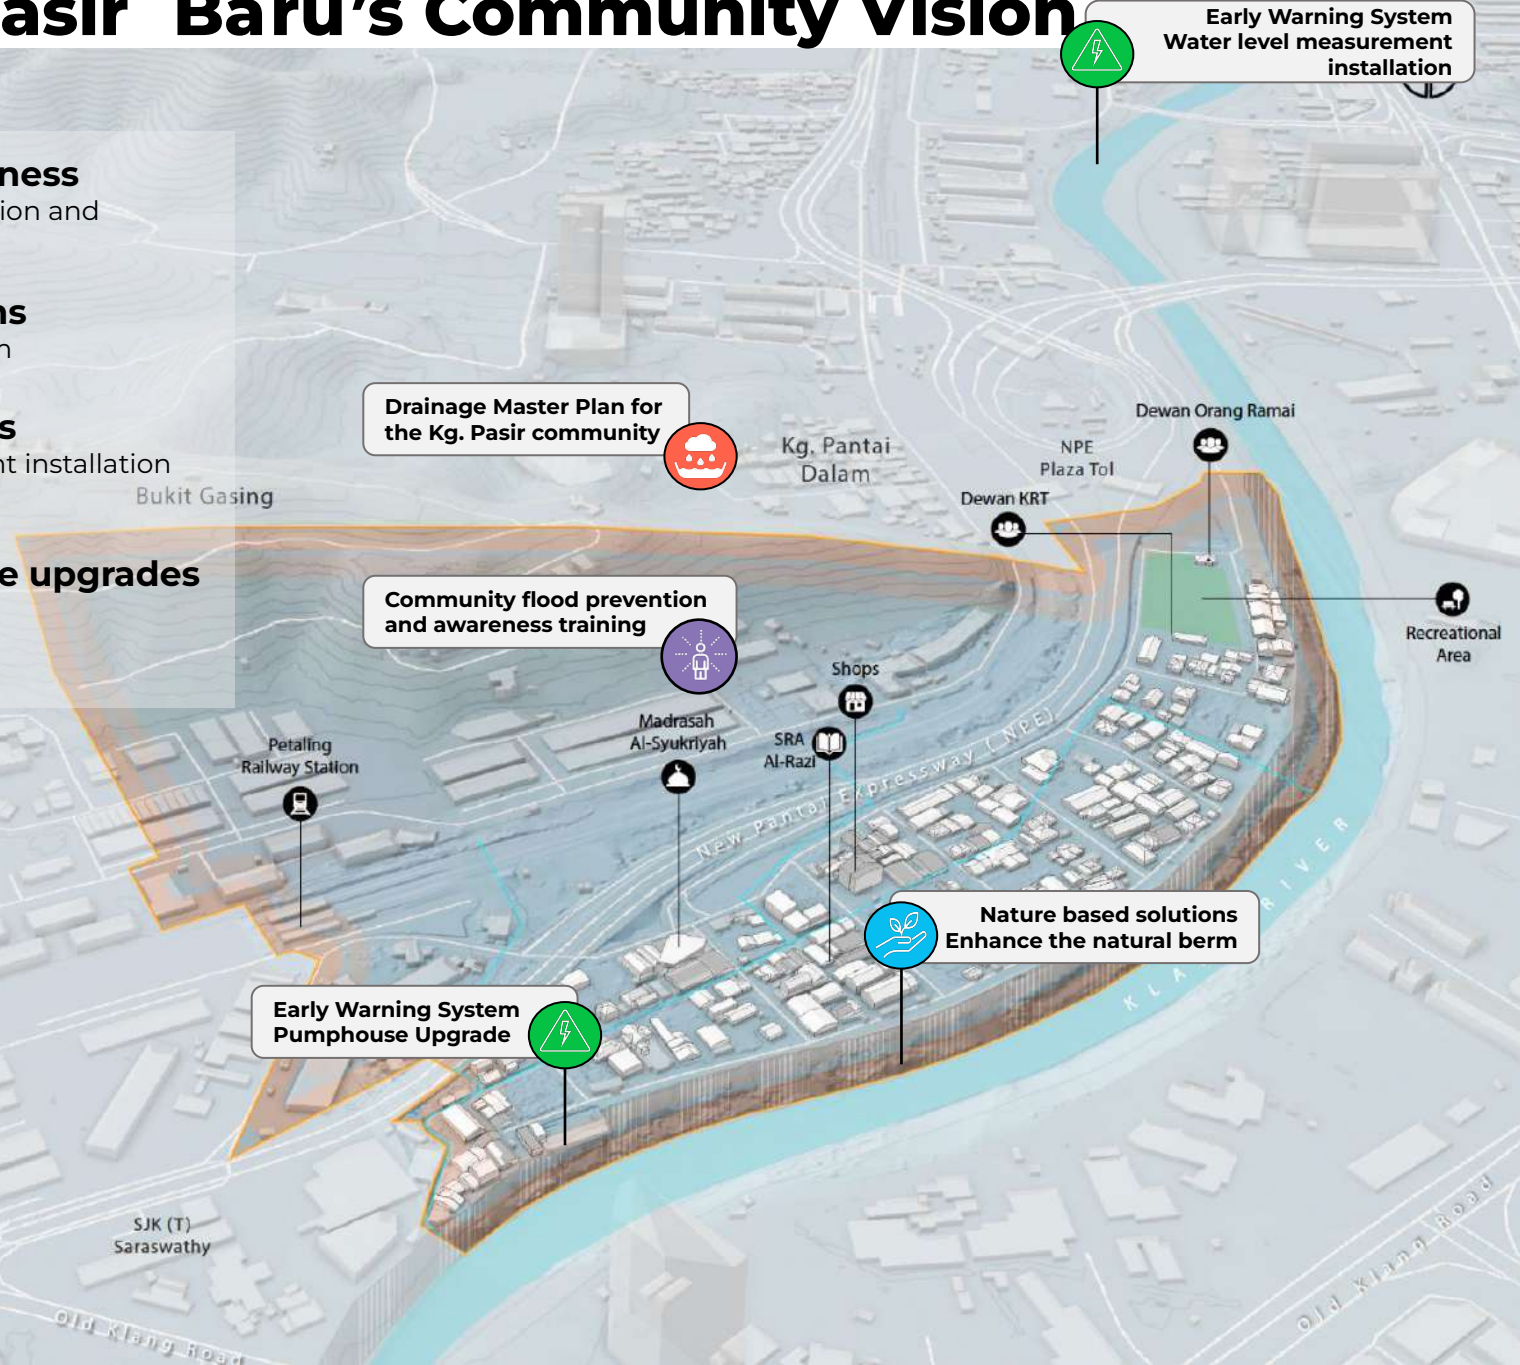 asir Baru's Community Vision
Early Warning System
Water level measurement
installation
ness
ion and
ns
n
s
nt installation
e upgrades
Bukit Gasing
Drainage Master Plan for
the Kg. Pasir community
Kg. Pantai
Dalam
NPE
Plaza Tol
Dewan Orang Ramai
Dewan KRT
Community flood prevention
and awareness training
Recreational
Area
Shops
Madrasah
Al-Syukriyah
SRA
Al-Razi
Petaling
Railway Station
New Pantai Expressway (NPE)
Nature based solutions
Enhance the natural berm
KLA RIVER
Early Warning System
Pumphouse Upgrade
SJK (T)
Saraswathy
Old Klang Road
Old Klang Road